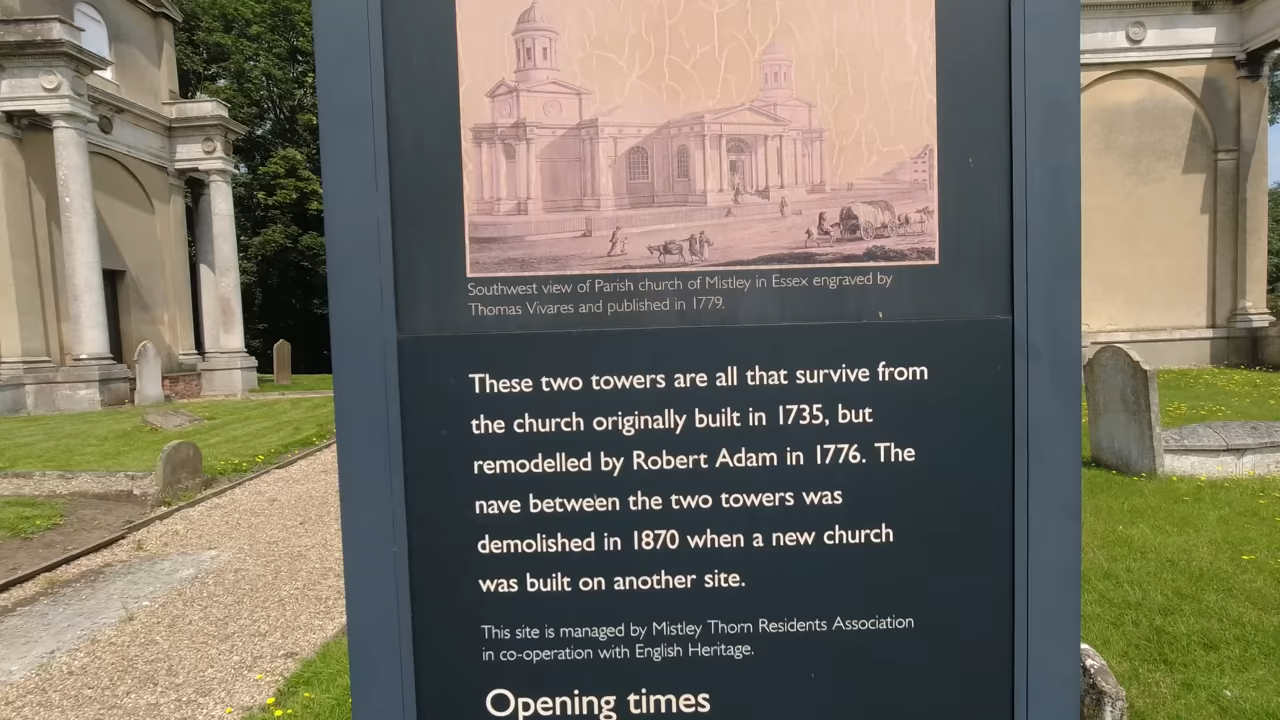 Southwest view of Parish church of Mistley in Essex engraved by
Thomas Vivares and published in 1779.
These two towers are all that survive from
the church originally built in 1735, but
remodelled by Robert Adam in 1776. The
nave between the two towers was
demolished in 1870 when a new church
was built on another site.
This site is managed by Mistley Thorn Residents Association
in co-operation with English Heritage.
Opening times